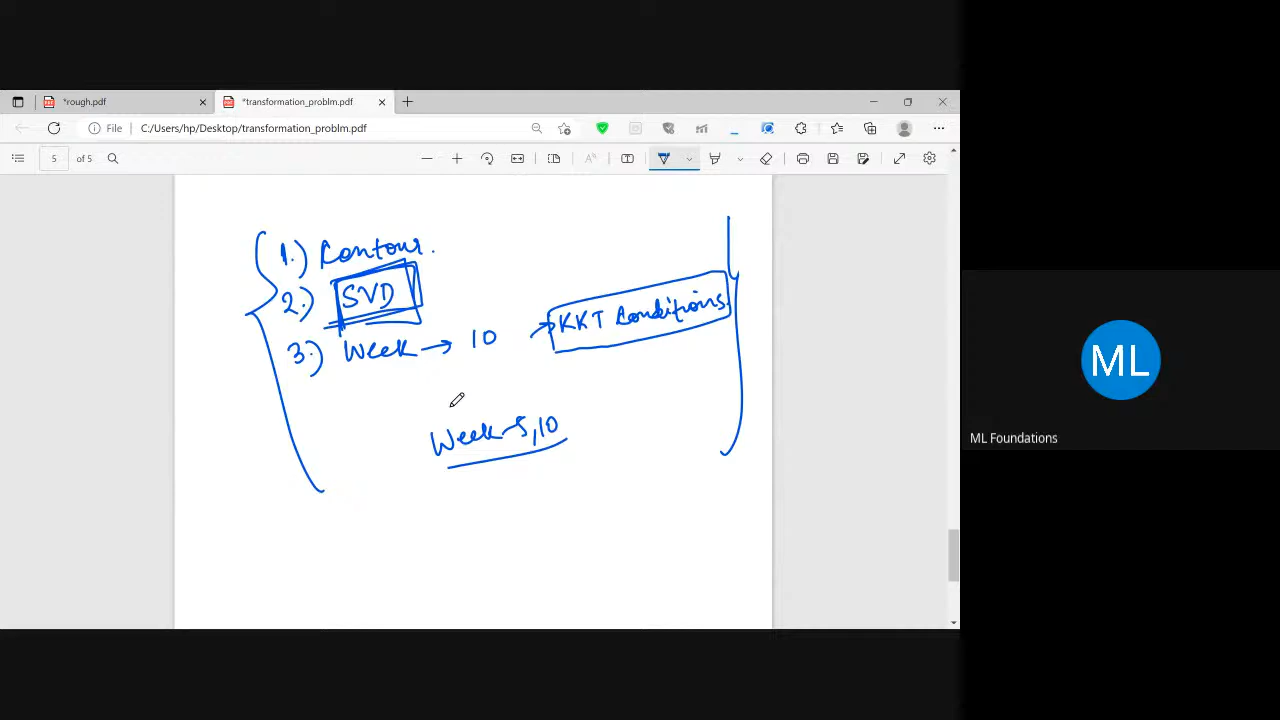 *rough.pdf
*transformation_problm.pdf
File
C:/Users/hp/Desktop/transformation_problm.pdf
5 of 5
1.) Contour.
2.) SVD
3.) Week → 10 → KKT Conditions.
Week-5,10
ML
ML Foundations